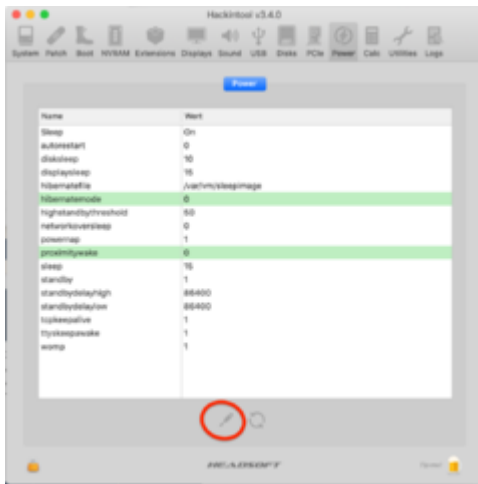 Hackintool v3.4.0
System Patch Boot NVRAM Extensions Displays Sound USB Disks PCIe Power Calc Utilities Logs
Power
Name Wert
Sleep On
autorestart 0
disksleep 10
displaysleep 15
hibernatefile /var/vm/sleepimage
hibernatemode 0
highstandbythreshold 50
networkoversleep 0
powernap 1
proximitywake 0
sleep 15
standby 1
standbydelayhigh 86400
standbydelaylow 86400
tcpkeepalive 1
ttyskeepawake 1
womp 1
HEADSOFT